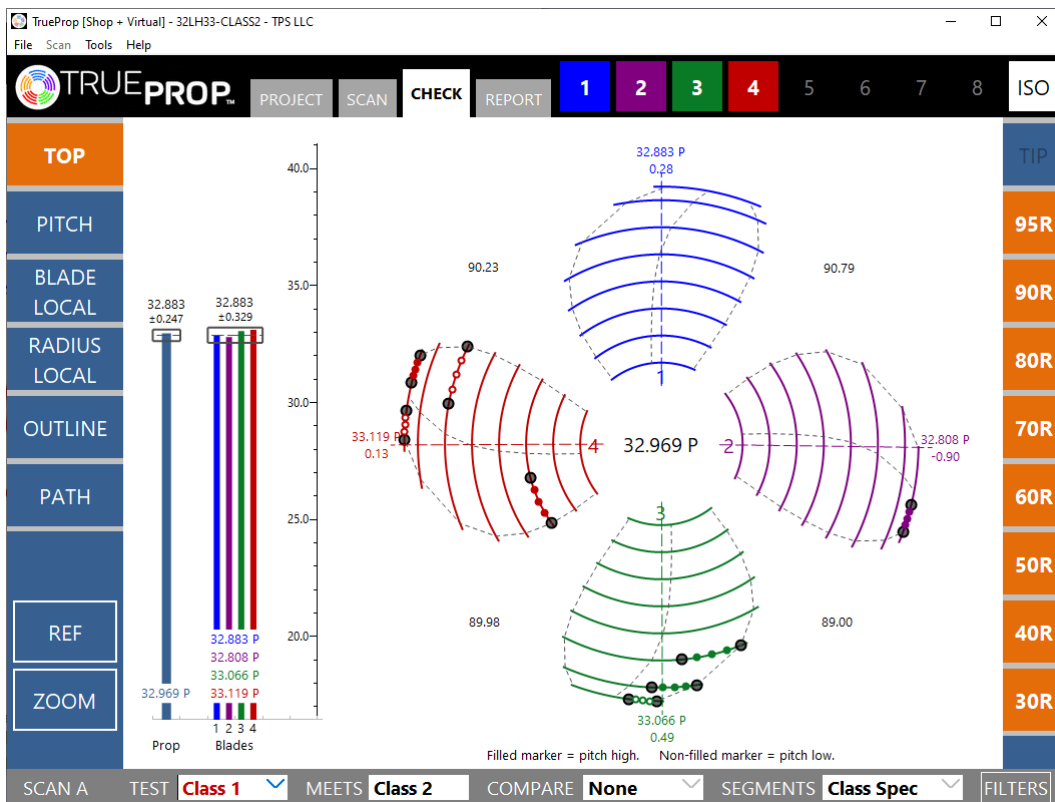 TrueProp [Shop + Virtual] - 32LH33-CLASS2 - TPS LLC
File Scan Tools Help
TRUEPROP™ PROJECT SCAN CHECK REPORT 1 2 3 4 5 6 7 8 ISO
TOP
PITCH
BLADE
LOCAL
RADIUS
LOCAL
OUTLINE
PATH
REF
ZOOM
32.883
±0.247
32.883
±0.329
32.883 P
32.808 P
33.066 P
32.969 P 33.119 P
1 2 3 4
Prop Blades
40.0
35.0
30.0
25.0
20.0
32.883 P
0.28
90.23 90.79
1
33.119 P
0.13
4 32.969 P 2
32.808 P
-0.90
3
89.98 89.00
33.066 P
0.49
Filled marker = pitch high. Non-filled marker = pitch low.
TIP
95R
90R
80R
70R
60R
50R
40R
30R
SCAN A TEST Class 1 MEETS Class 2 COMPARE None SEGMENTS Class Spec FILTERS